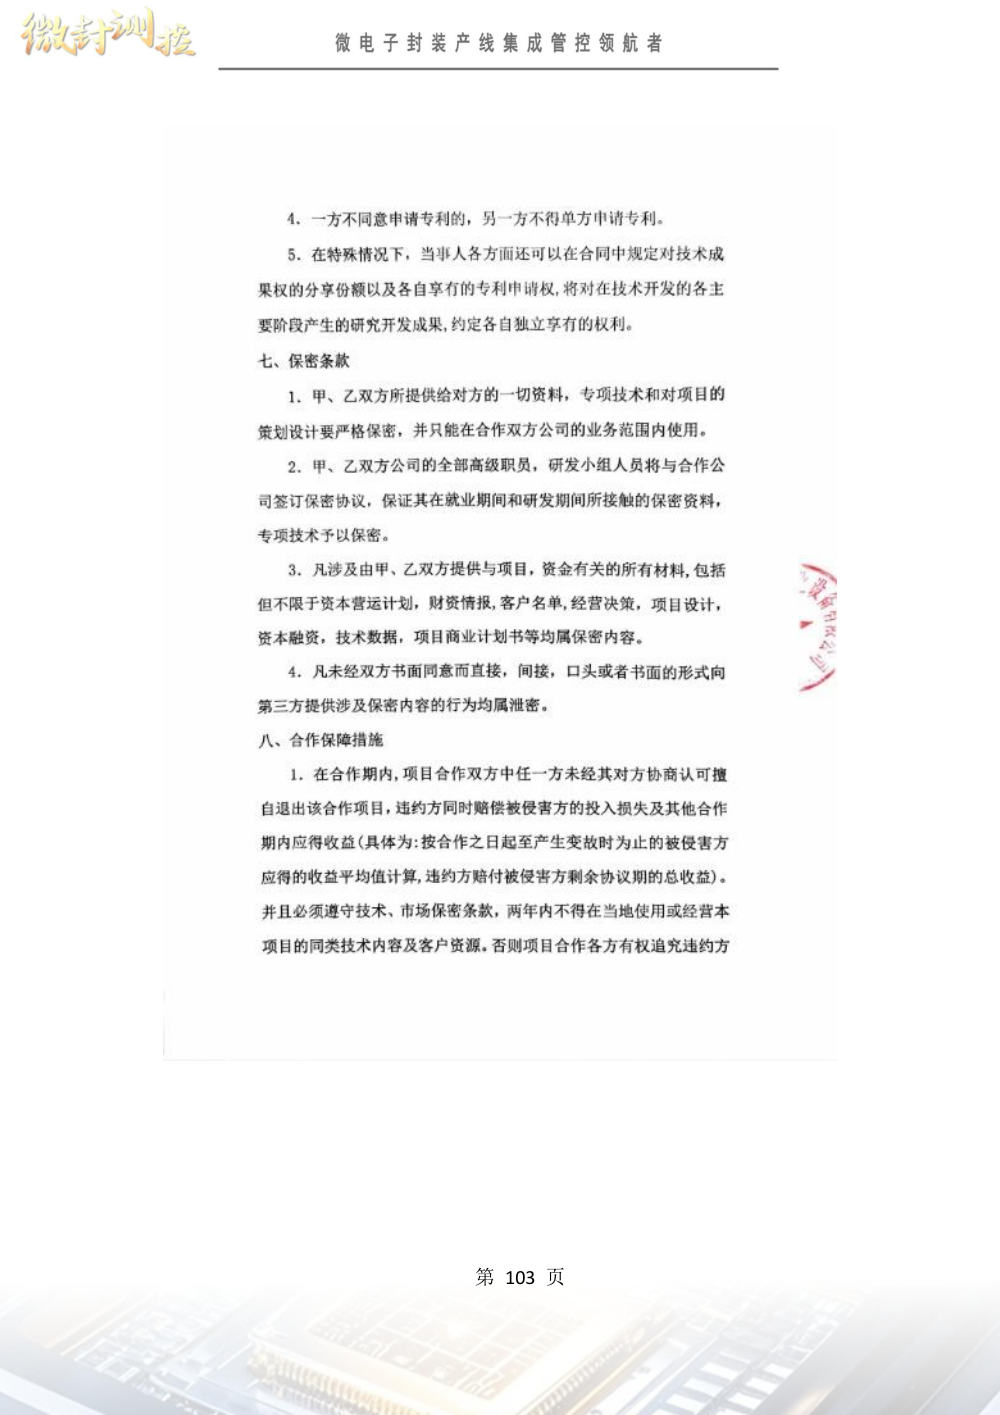 微封训控
微电子封装产线集成管控领航者
4. 一方不同意申请专利的，另一方不得单方申请专利。
5. 在特殊情况下，当事人各方面还可以在合同中规定对技术成
果权的分享份额以及各自享有的专利申请权,将对在技术开发的各主
要阶段产生的研究开发成果,约定各自独立享有的权利。
七、保密条款
1. 甲、乙双方所提供给对方的一切资料，专项技术和对项目的
策划设计要严格保密，并只能在合作双方公司的业务范围内使用。
2. 甲、乙双方公司的全部高级职员，研发小组人员将与合作公
司签订保密协议，保证其在就业期间和研发期间所接触的保密资料，
专项技术予以保密。
3. 凡涉及由甲、乙双方提供与项目，资金有关的所有材料,包括
但不限于资本营运计划，财资情报,客户名单,经营决策，项目设计，
资本融资，技术数据，项目商业计划书等均属保密内容。
4. 凡未经双方书面同意而直接，间接，口头或者书面的形式向
第三方提供涉及保密内容的行为均属泄密。
八、合作保障措施
1. 在合作期内,项目合作双方中任一方未经其对方协商认可擅
自退出该合作项目,违约方同时赔偿被侵害方的投入损失及其他合作
期内应得收益(具体为:按合作之日起至产生变故时为止的被侵害方
应得的收益平均值计算,违约方赔付被侵害方剩余协议期的总收益)。
并且必须遵守技术、市场保密条款，两年内不得在当地使用或经营本
项目的同类技术内容及客户资源。否则项目合作各方有权追究违约方
第 103 页